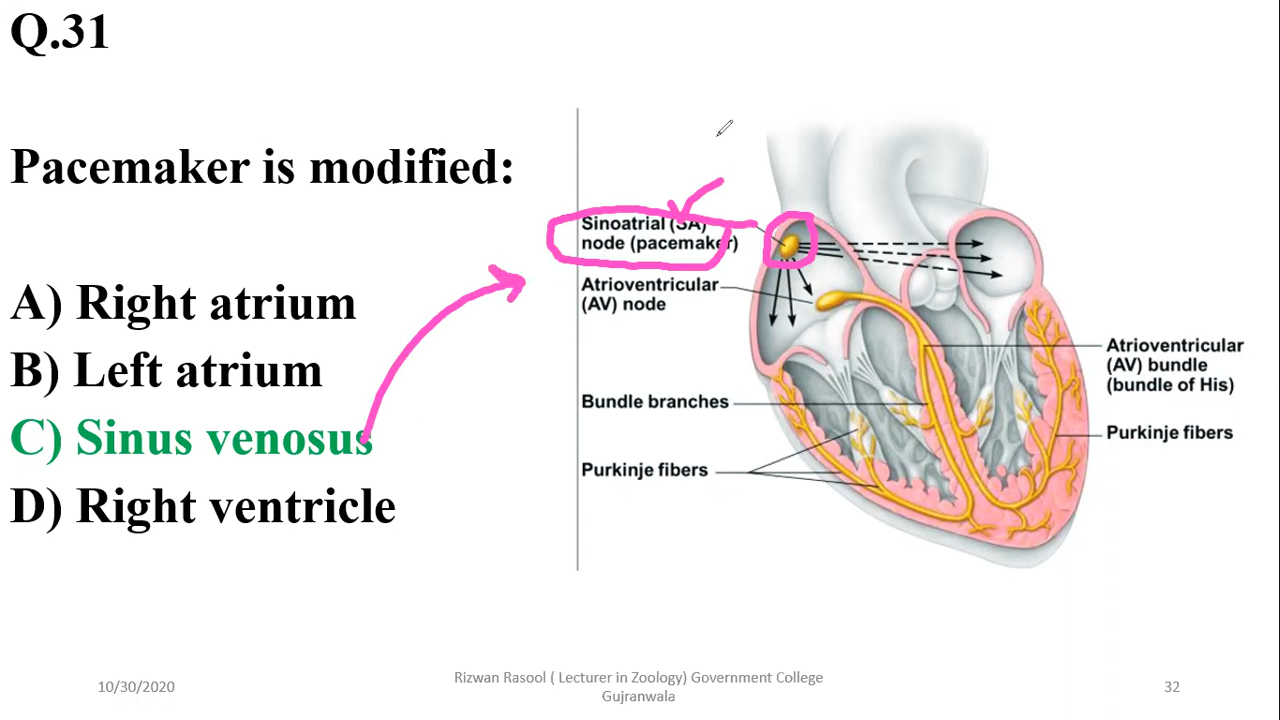 Q.31
Pacemaker is modified:
A) Right atrium
B) Left atrium
C) Sinus venosus
D) Right ventricle
Sinoatrial (SA)
node (pacemaker)
Atrioventricular
(AV) node
Bundle branches
Purkinje fibers
Atrioventricular
(AV) bundle
(bundle of His)
Purkinje fibers
10/30/2020
Rizwan Rasool ( Lecturer in Zoology) Government College
Gujranwala
32